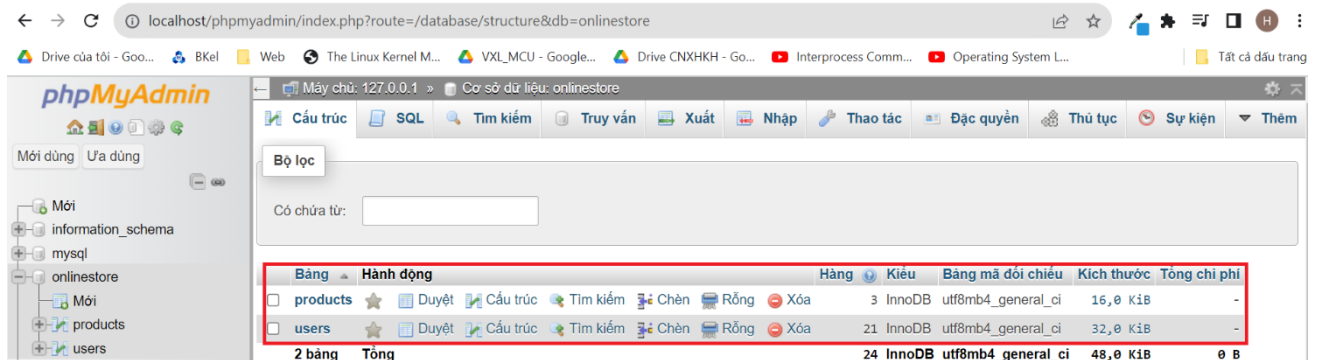 localhost/phpmyadmin/index.php?route=/database/structure&db=onlinestore
H
Drive của tôi - Goo... BKel Web The Linux Kernel M... VXL_MCU - Google... Drive CNXHKH - Go... Interprocess Comm... Operating System L... Tất cả dấu trang
phpMyAdmin
Mới dùng Ưa dùng
Mới
information_schema
mysql
onlinestore
Mới
products
users
Máy chủ: 127.0.0.1 » Cơ sở dữ liệu: onlinestore
Cấu trúc SQL Tìm kiếm Truy vấn Xuất Nhập Thao tác Đặc quyền Thủ tục Sự kiện Thêm
Bộ lọc
Có chứa từ:
Bảng Hành động Hàng Kiểu Bảng mã đối chiếu Kích thước Tổng chi phí
products Duyệt Cấu trúc Tìm kiếm Chèn Rỗng Xóa 3 InnoDB utf8mb4_general_ci 16,0 KiB -
users Duyệt Cấu trúc Tìm kiếm Chèn Rỗng Xóa 21 InnoDB utf8mb4_general_ci 32,0 KiB -
2 bảng Tổng 24 InnoDB utf8mb4_general_ci 48,0 KiB 0 B